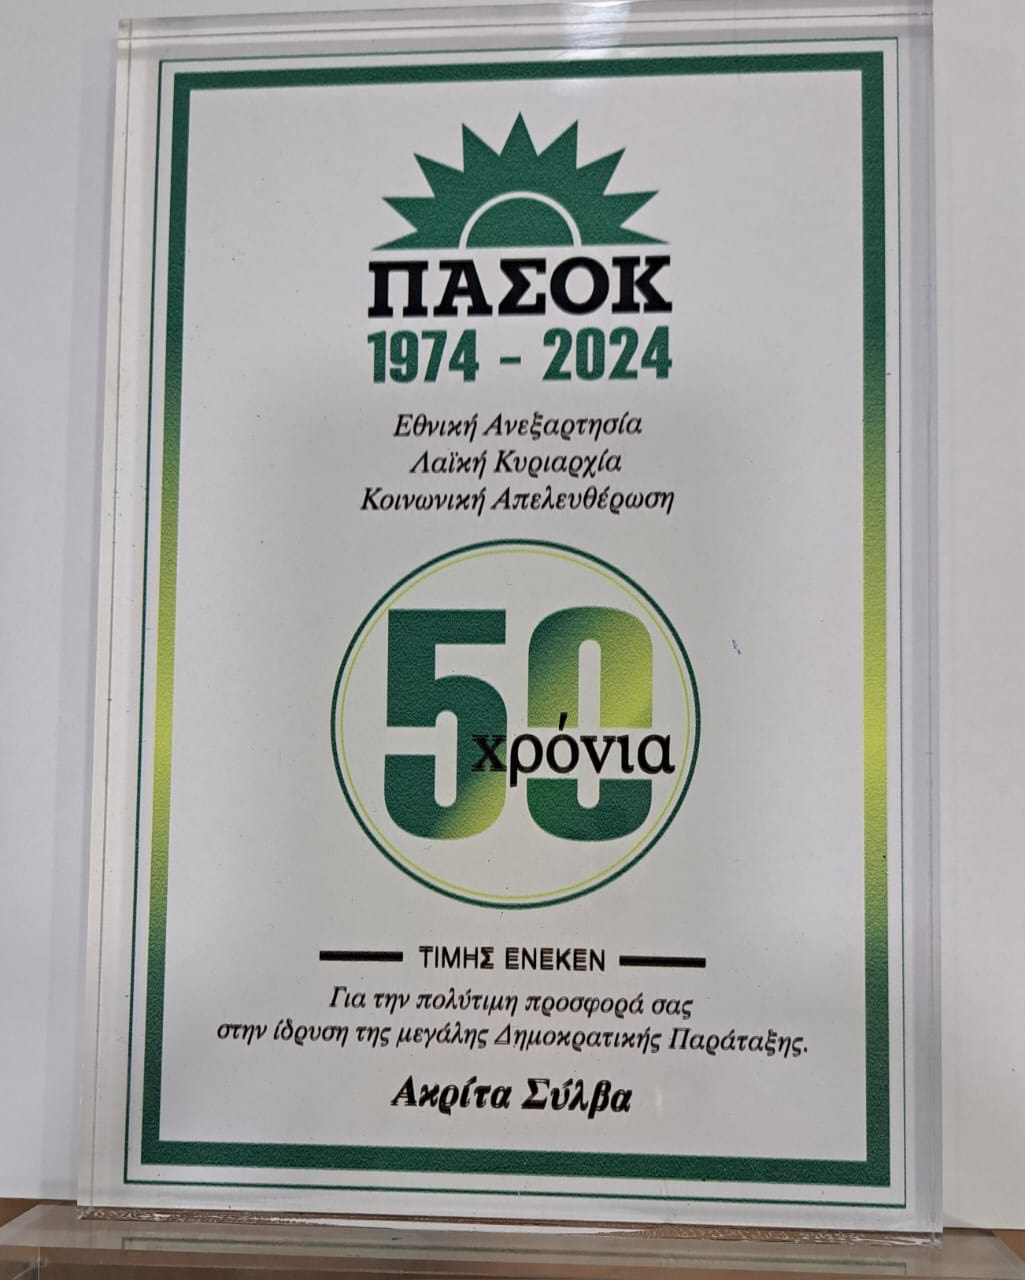 ΠΑΣΟΚ
1974 - 2024
Εθνική Ανεξαρτησία
Λαϊκή Κυριαρχία
Κοινωνική Απελευθέρωση
50
χρόνια
ΤΙΜΗΣ ΕΝΕΚΕΝ
Για την πολύτιμη προσφορά σας
στην ίδρυση της μεγάλης Δημοκρατικής Παράταξης.
Ακρίτα Σύλβα